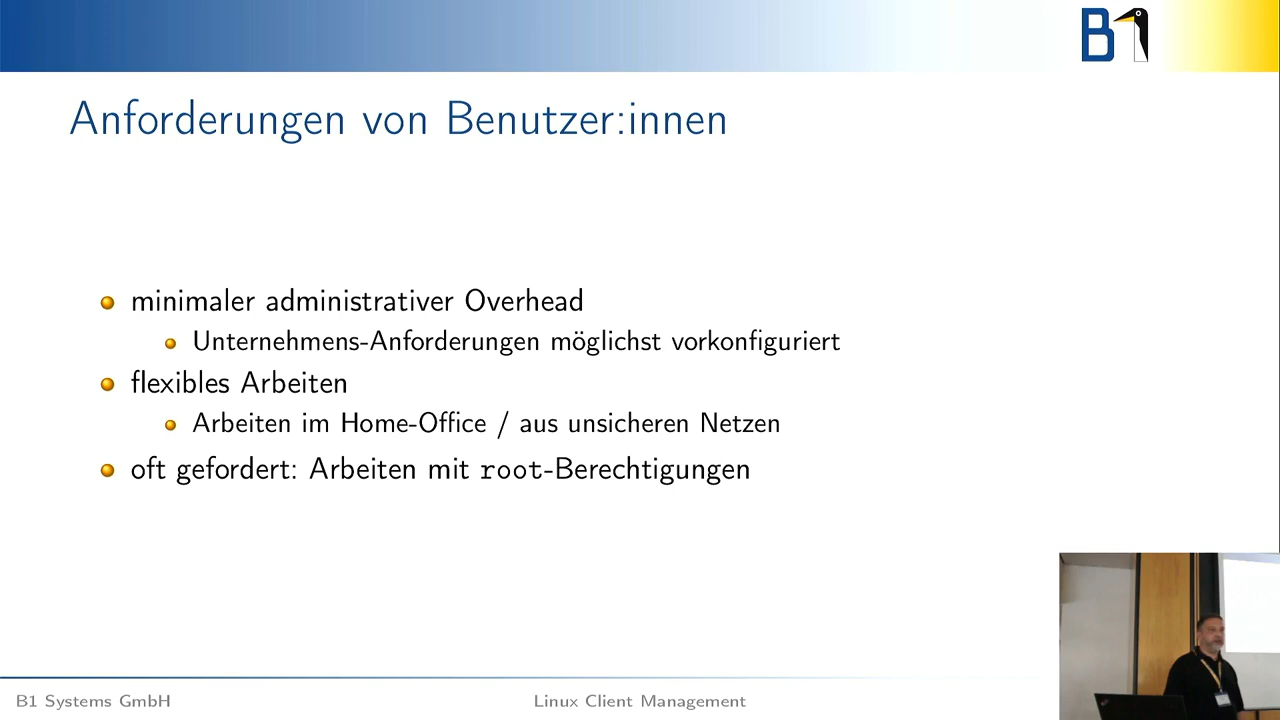 B1
Anforderungen von Benutzer:innen
minimaler administrativer Overhead
Unternehmens-Anforderungen möglichst vorkonfiguriert
flexibles Arbeiten
Arbeiten im Home-Office / aus unsicheren Netzen
oft gefordert: Arbeiten mit root-Berechtigungen
B1 Systems GmbH
Linux Client Management